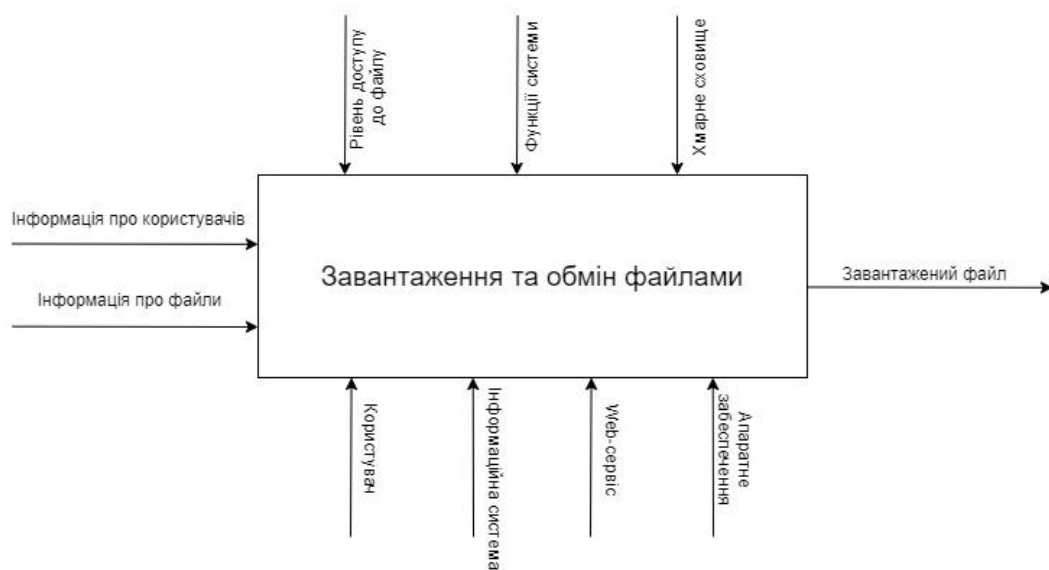 Рівень доступу
до файлу
Функції системи
Хмарне сховище
Інформація про користувачів
Завантаження та обмін файлами
Завантажений файл
Інформація про файли
Користувач
Інформаційна система
Web-сервіс
Апаратне
забеспечення